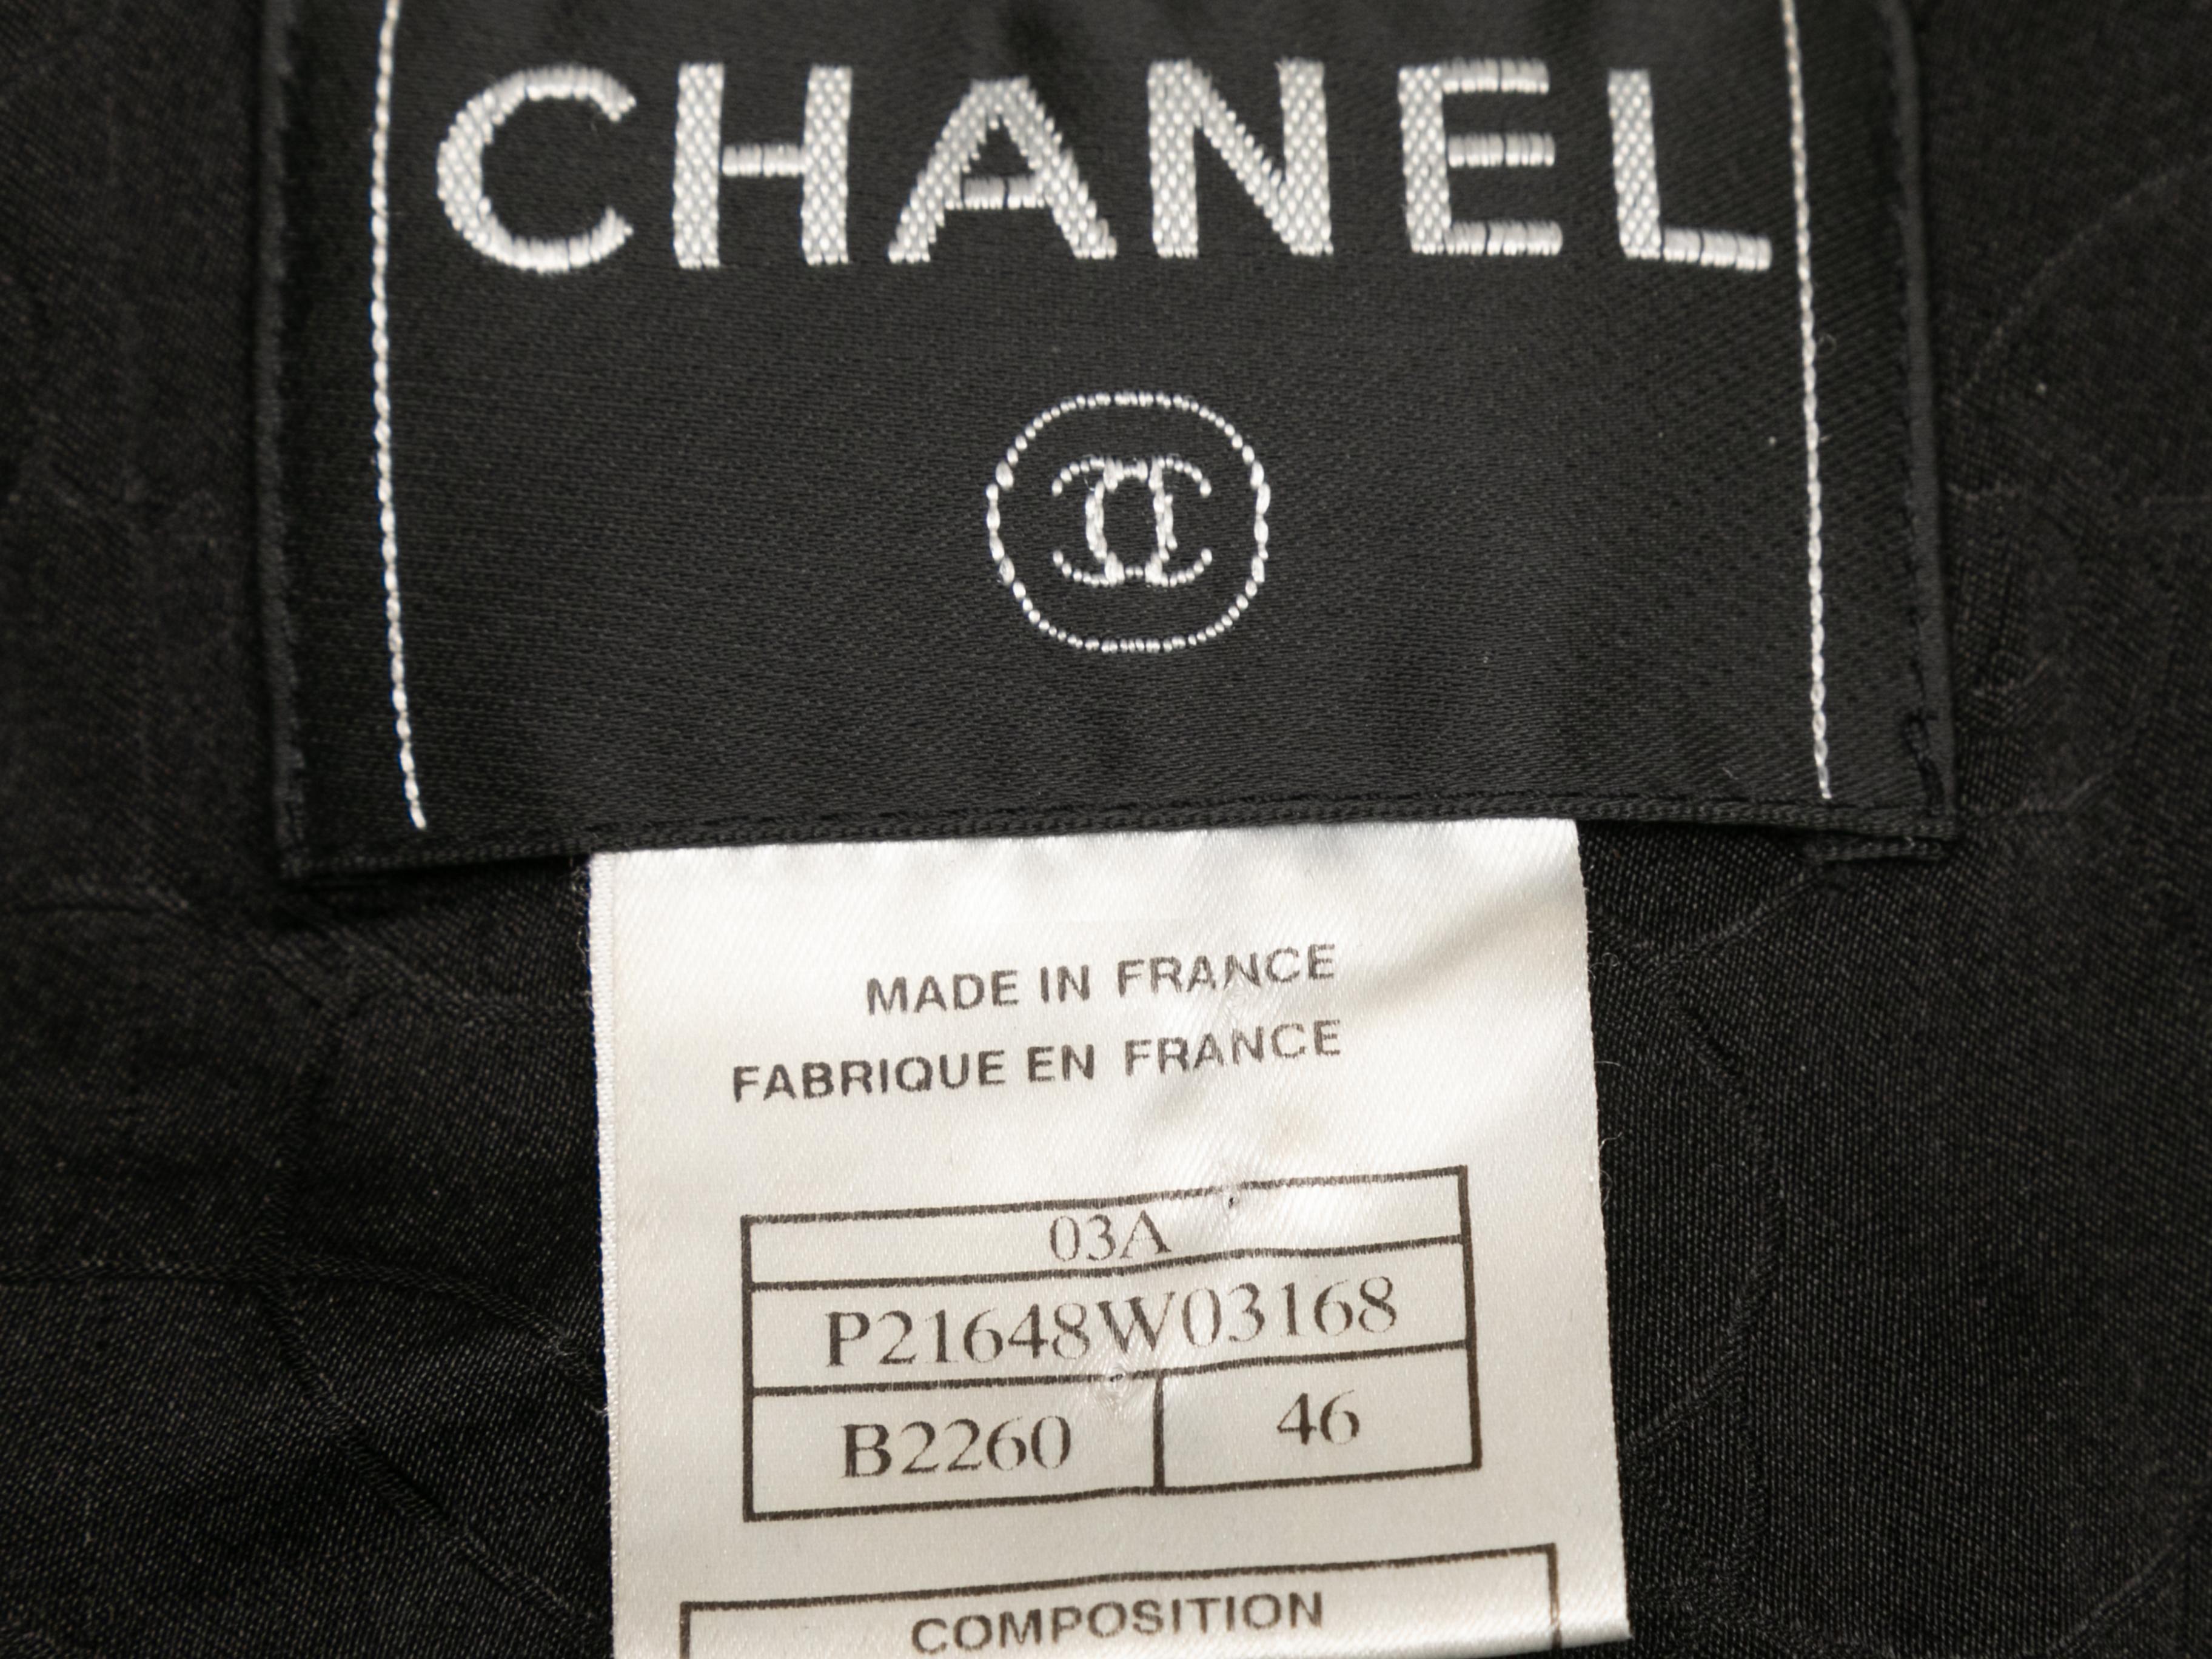 CHANEL
MADE IN FRANCE
FABRIQUE EN FRANCE
03A
P21648W03168
B2260 46
COMPOSITION